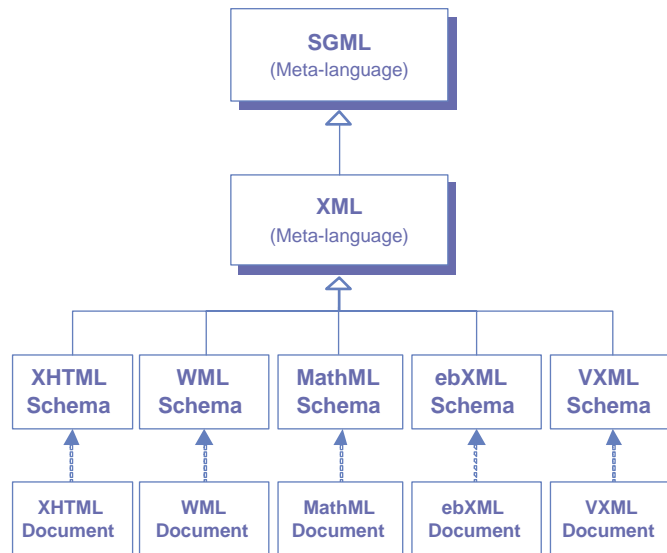 SGML
(Meta-language)
XML
(Meta-language)
XHTML
Schema
WML
Schema
MathML
Schema
ebXML
Schema
VXML
Schema
XHTML
Document
WML
Document
MathML
Document
ebXML
Document
VXML
Document